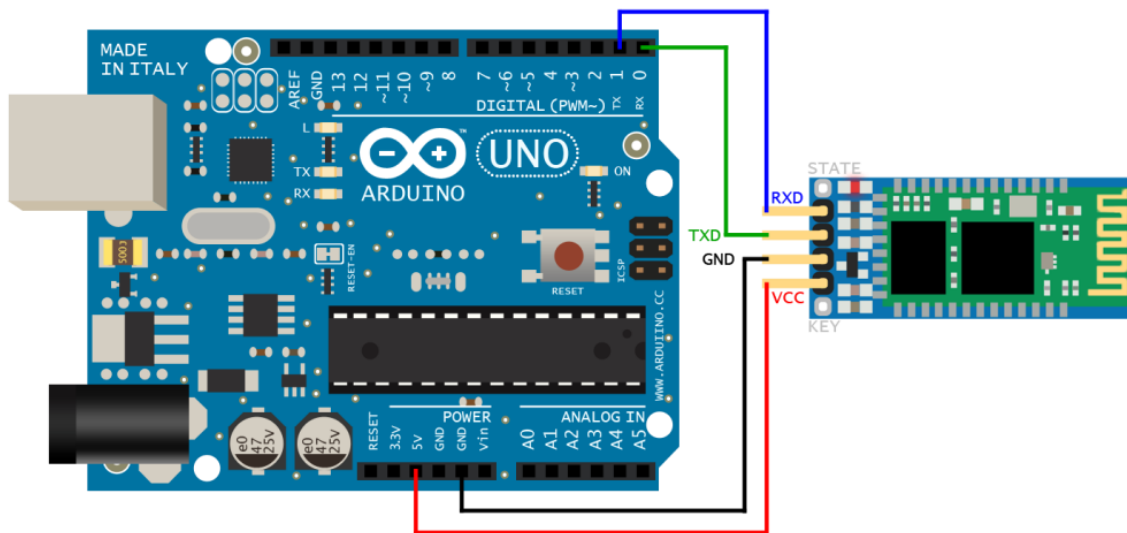 MADE
IN ITALY
AREF
GND
13
12
~11
~10
~9
8
7
~6
~5
4
~3
2
1
0
TX
RX
DIGITAL (PWM~)
L
TX
RX
™
ARDUINO
UNO
ON
500J
RESET-EN
RESET
ICSP
WWW.ARDUIINO.CC
e0
47
25V
e0
47
25V
POWER
RESET
3.3V
5V
GND
GND
Vin
ANALOG IN
A0
A1
A2
A3
A4
A5
STATE
RXD
TXD
GND
VCC
KEY